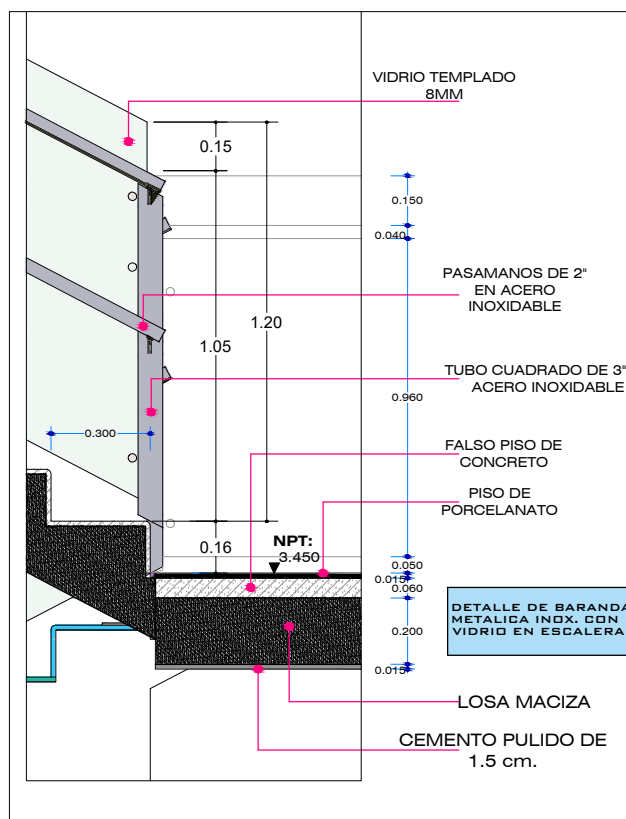 VIDRIO TEMPLADO
8MM
0.15
0.150
0.040
PASAMANOS DE 2"
EN ACERO
INOXIDABLE
1.20
1.05
TUBO CUADRADO DE 3"
ACERO INOXIDABLE
0.960
0.300
FALSO PISO DE
CONCRETO
PISO DE
PORCELANATO
NPT:
3.450
0.16
0.050
0.015
0.060
DETALLE DE BARANDA
METALICA INOX. CON
VIDRIO EN ESCALERA
0.200
0.015
LOSA MACIZA
CEMENTO PULIDO DE
1.5 cm.